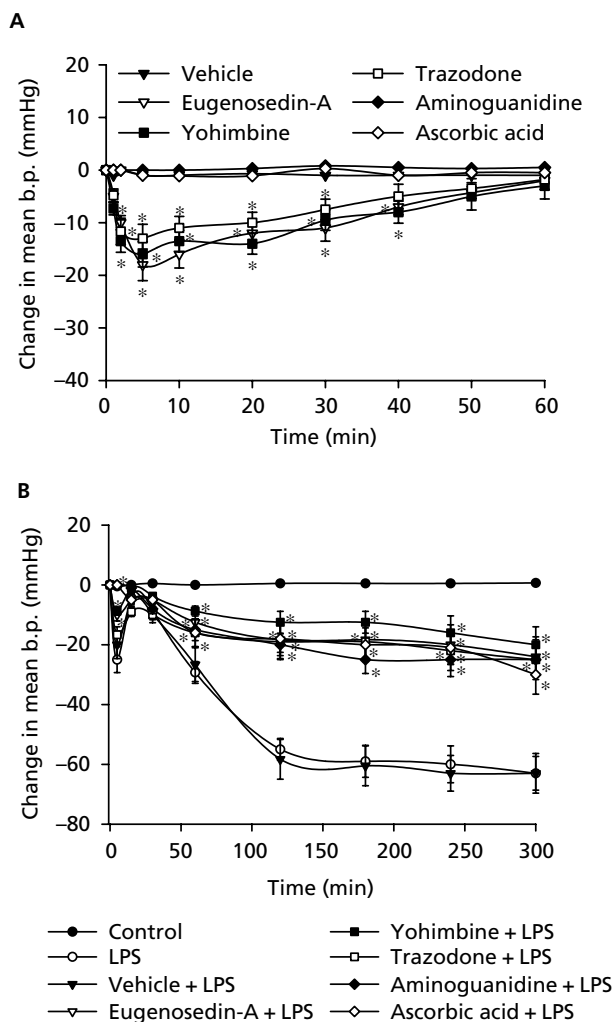 A
20
10
0
–10
–20
–30
–40
Change in mean b.p. (mmHg)
Vehicle Trazodone
Eugenosedin-A Aminoguanidine
Yohimbine Ascorbic acid
* * * * * * * * * * * * * * *
0 10 20 30 40 50 60
Time (min)
B
20
0
–20
–40
–60
–80
Change in mean b.p. (mmHg)
0 50 100 150 200 250 300
Time (min)
Control Yohimbine + LPS
LPS Trazodone + LPS
Vehicle + LPS Aminoguanidine + LPS
Eugenosedin-A + LPS Ascorbic acid + LPS